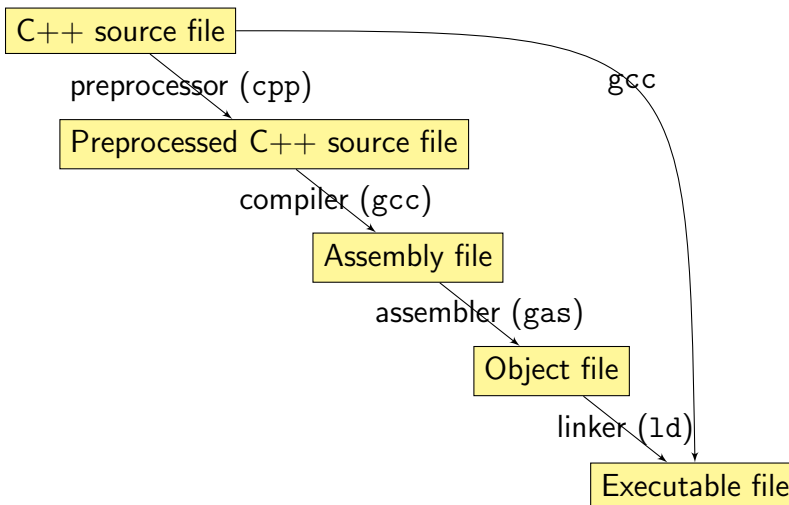 C++ source file
preprocessor (cpp)
gcc
Preprocessed C++ source file
compiler (gcc)
Assembly file
assembler (gas)
Object file
linker (ld)
Executable file